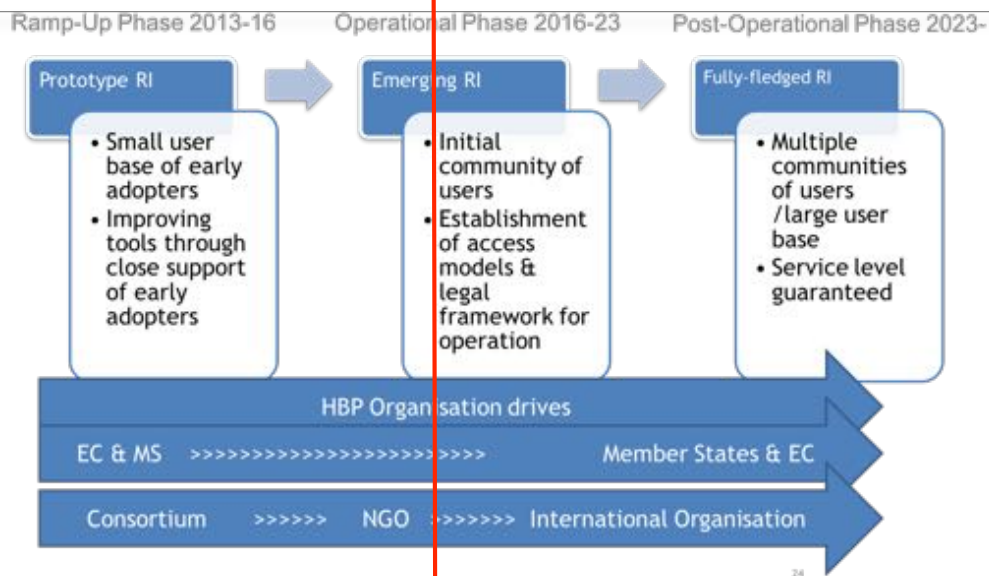 Ramp-Up Phase 2013-16
Operational Phase 2016-23
Post-Operational Phase 2023-
Prototype RI
• Small user
base of early
adopters
• Improving
tools through
close support
of early
adopters
Emerging RI
• Initial
community of
users
• Establishment
of access
models &
legal
framework for
operation
Fully-fledged RI
• Multiple
communities
of users
/large user
base
• Service level
guaranteed
HBP Organisation drives
EC & MS >>>>>>>>>>>>>>>>>>>>>>>> Member States & EC
Consortium >>>>>> NGO >>>>>>> International Organisation
24